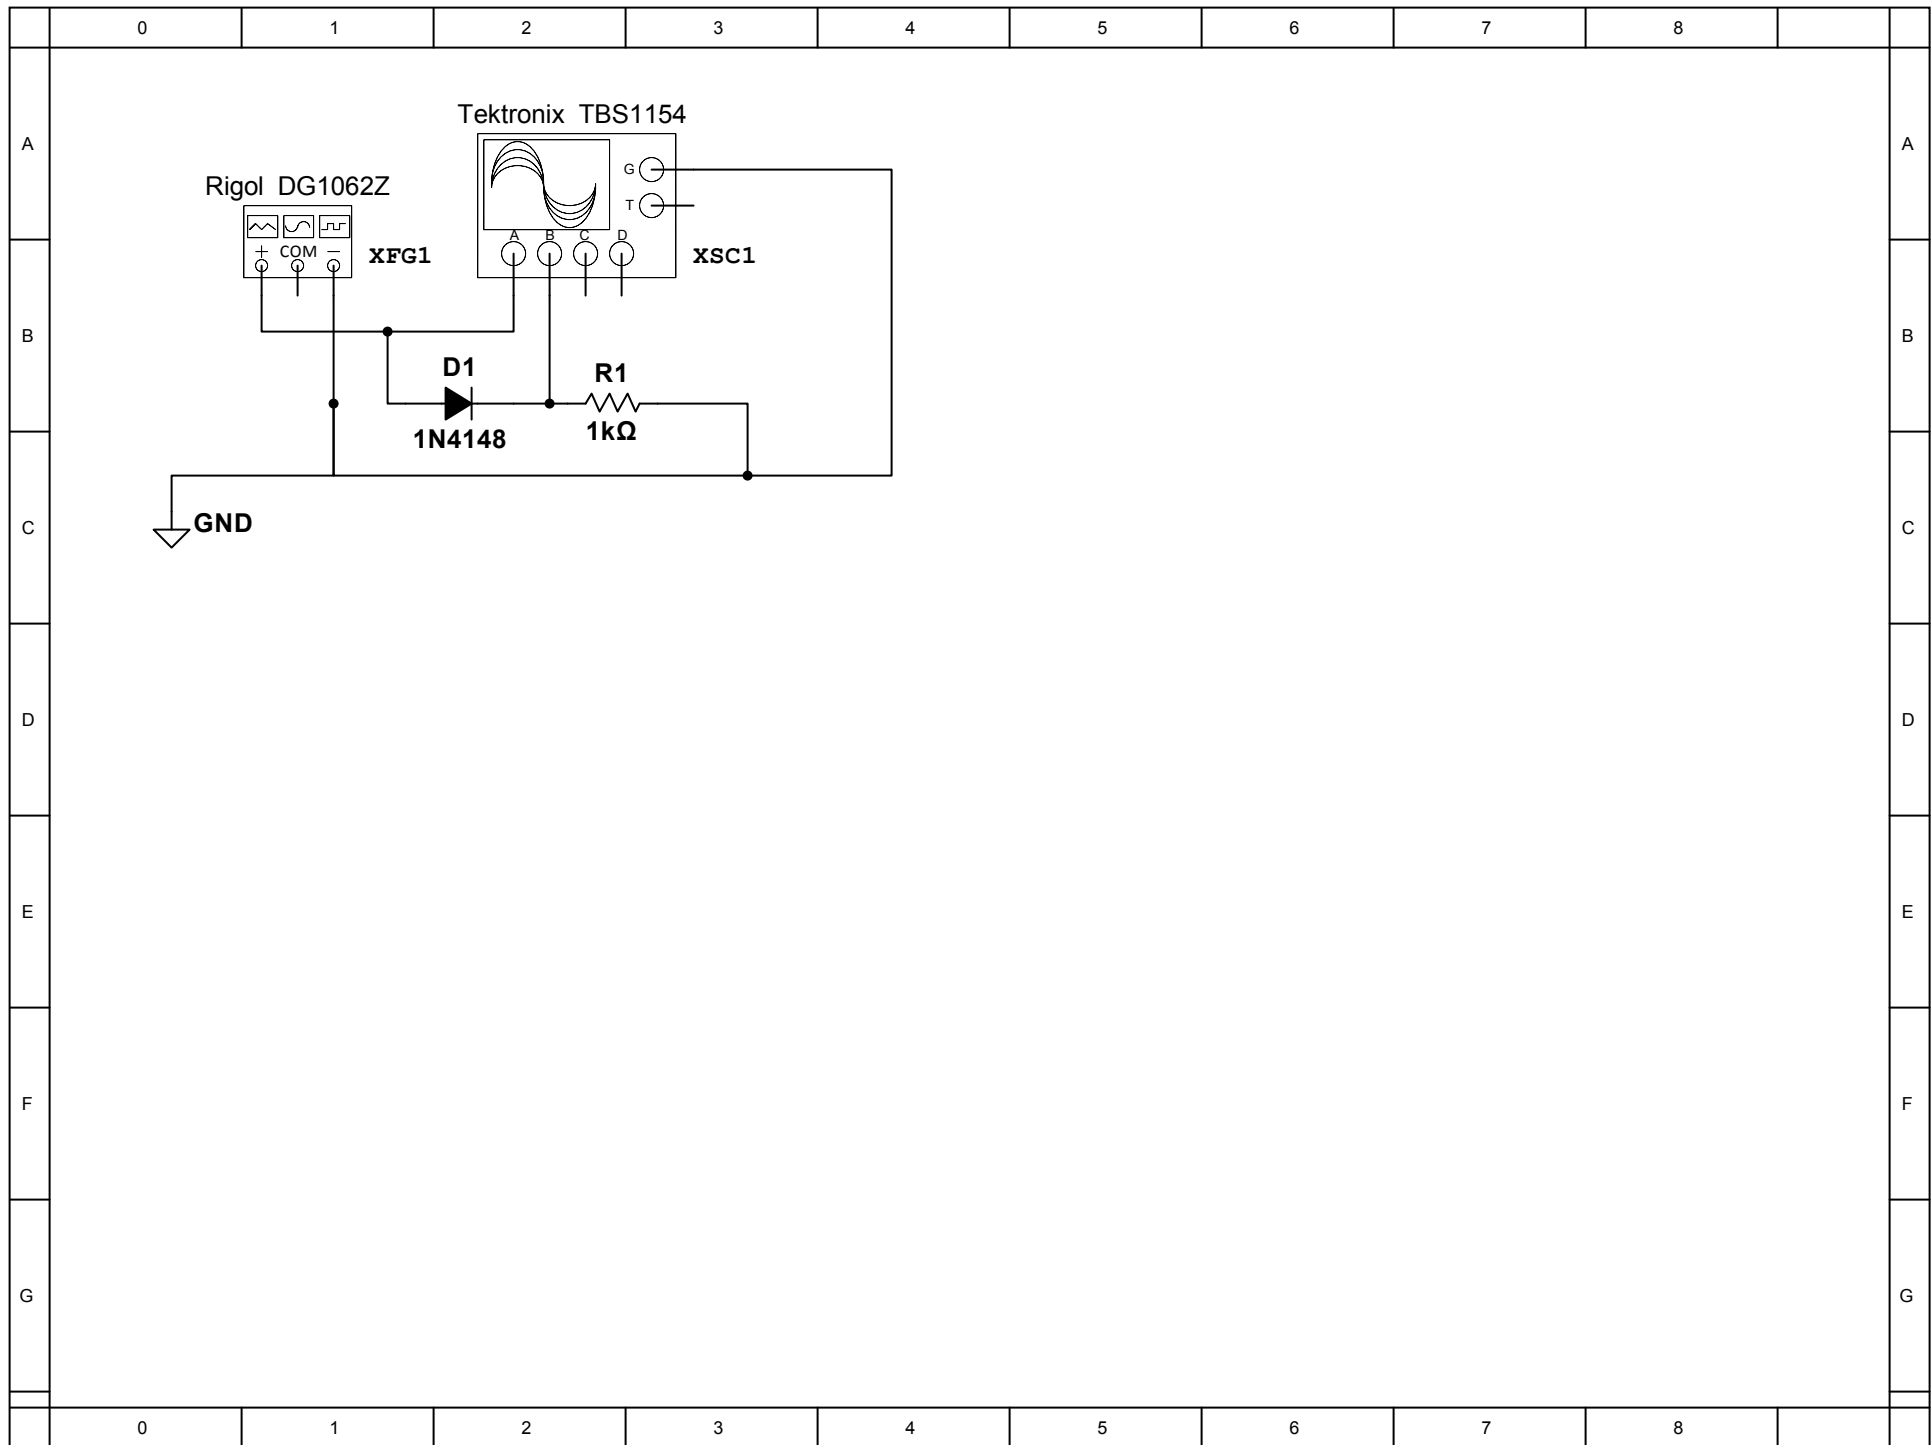 0 1 2 3 4 5 6 7 8
Tektronix TBS1154
A A
G
Rigol DG1062Z
T
A B C D
+ COM −
XFG1
XSC1
B B
D1
R1
1N4148
1kΩ
GND
C C
D D
E E
F F
G G
0 1 2 3 4 5 6 7 8